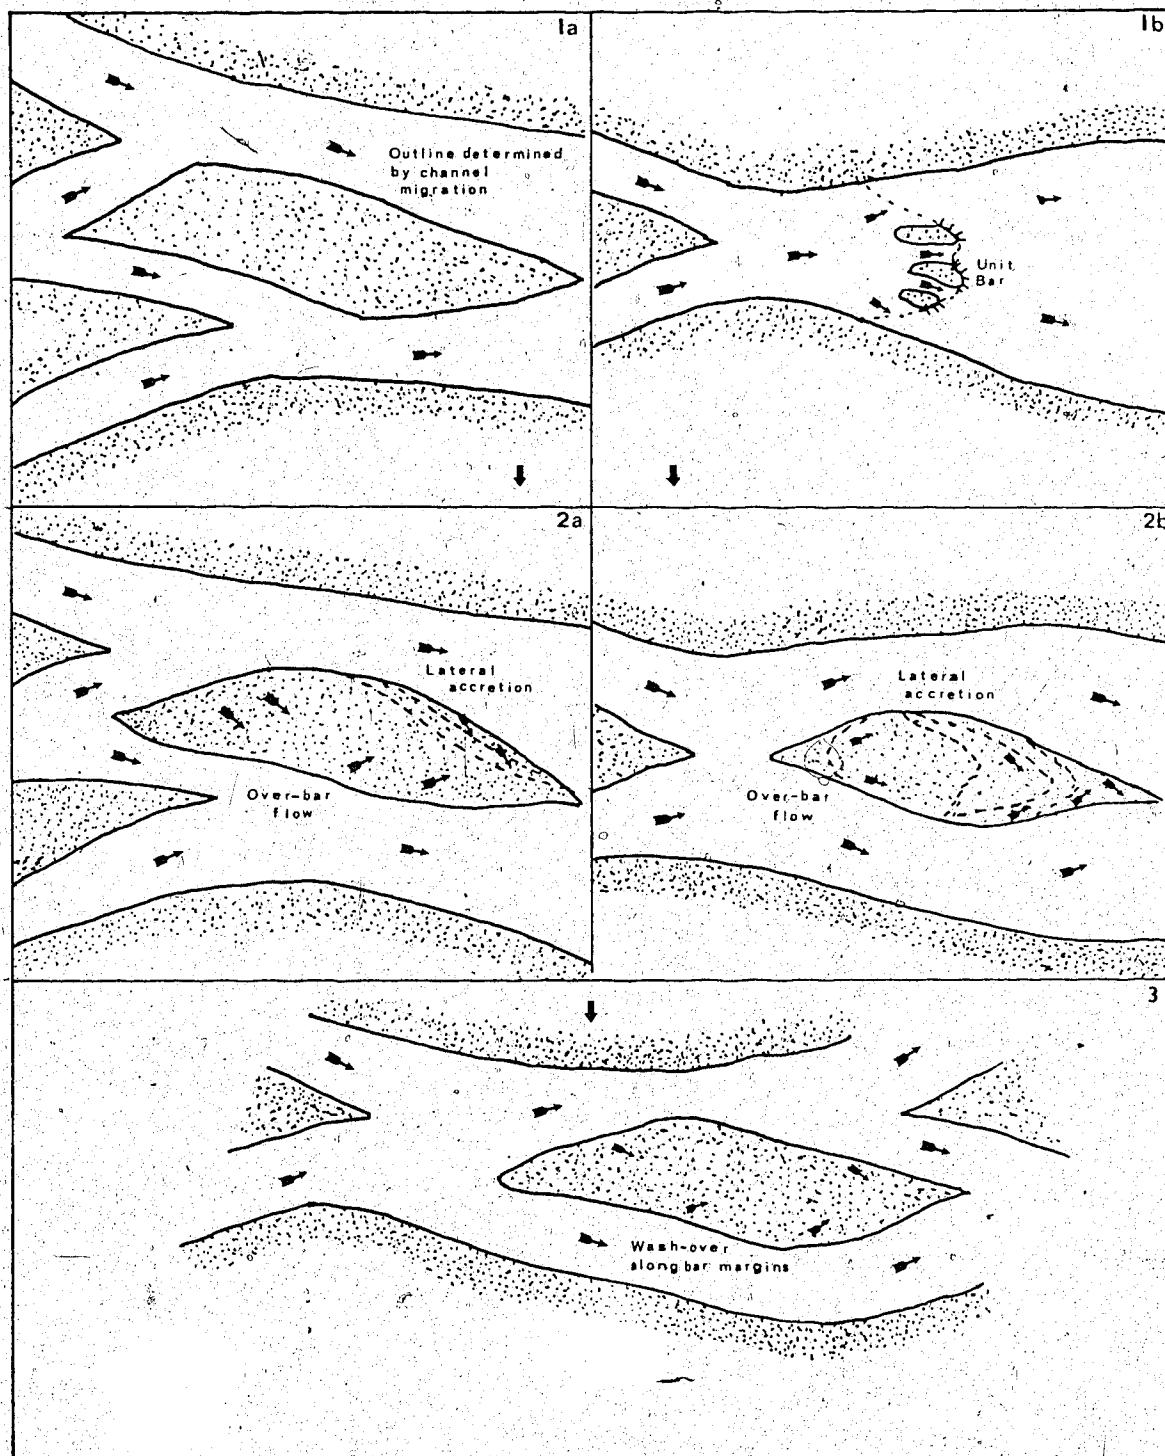 1a
Outline determined
by channel
migration
1b
Unit
Bar
2a
Lateral
accretion
Over-bar
flow
2b
Lateral
accretion
Over-bar
flow
3
Wash-over
along bar margins